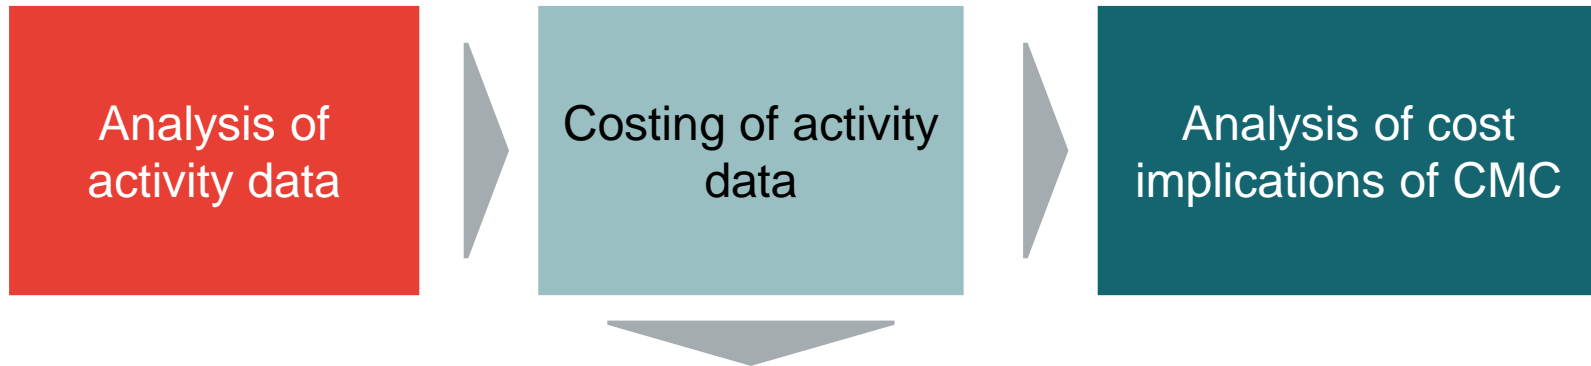 Analysis of
activity data
Costing of activity
data
Analysis of cost
implications of CMC